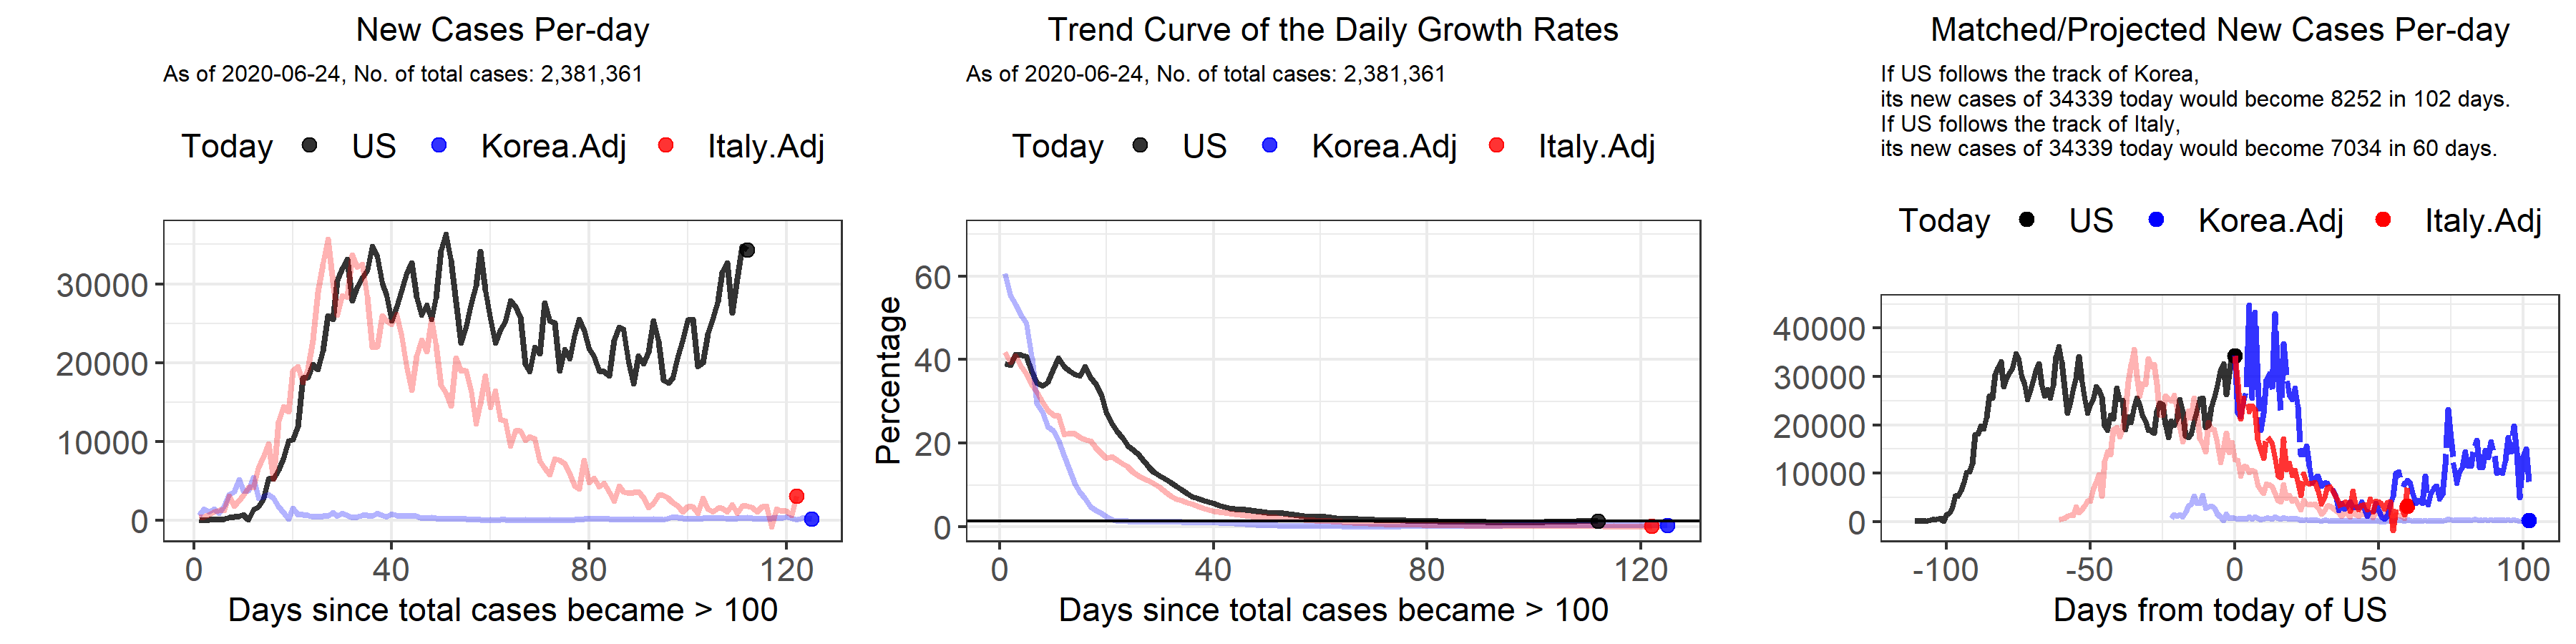 New Cases Per-day
As of 2020-06-24, No. of total cases: 2,381,361
Today US Korea.Adj Italy.Adj
30000
20000
10000
0
0 40 80 120
Days since total cases became > 100
Trend Curve of the Daily Growth Rates
As of 2020-06-24, No. of total cases: 2,381,361
Today US Korea.Adj Italy.Adj
Percentage
60
40
20
0
0 40 80 120
Days since total cases became > 100
Matched/Projected New Cases Per-day
If US follows the track of Korea,
its new cases of 34339 today would become 8252 in 102 days.
If US follows the track of Italy,
its new cases of 34339 today would become 7034 in 60 days.
Today US Korea.Adj Italy.Adj
40000
30000
20000
10000
0
-100 -50 0 50 100
Days from today of US